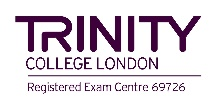 TRINITY
COLLEGE LONDON
Registered Exam Centre 69726